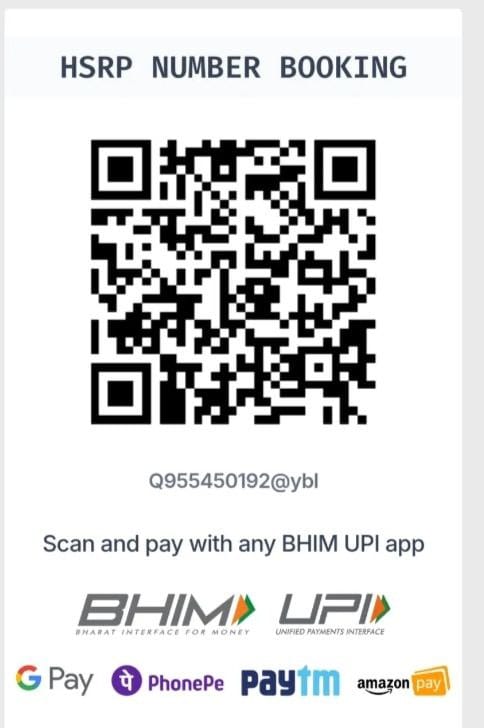 HSRP NUMBER BOOKING
Q955450192@ybl
Scan and pay with any BHIM UPI app
BHIM UPI
BHARAT INTERFACE FOR MONEY UNIFIED PAYMENTS INTERFACE
G Pay पे PhonePe paytm amazon pay